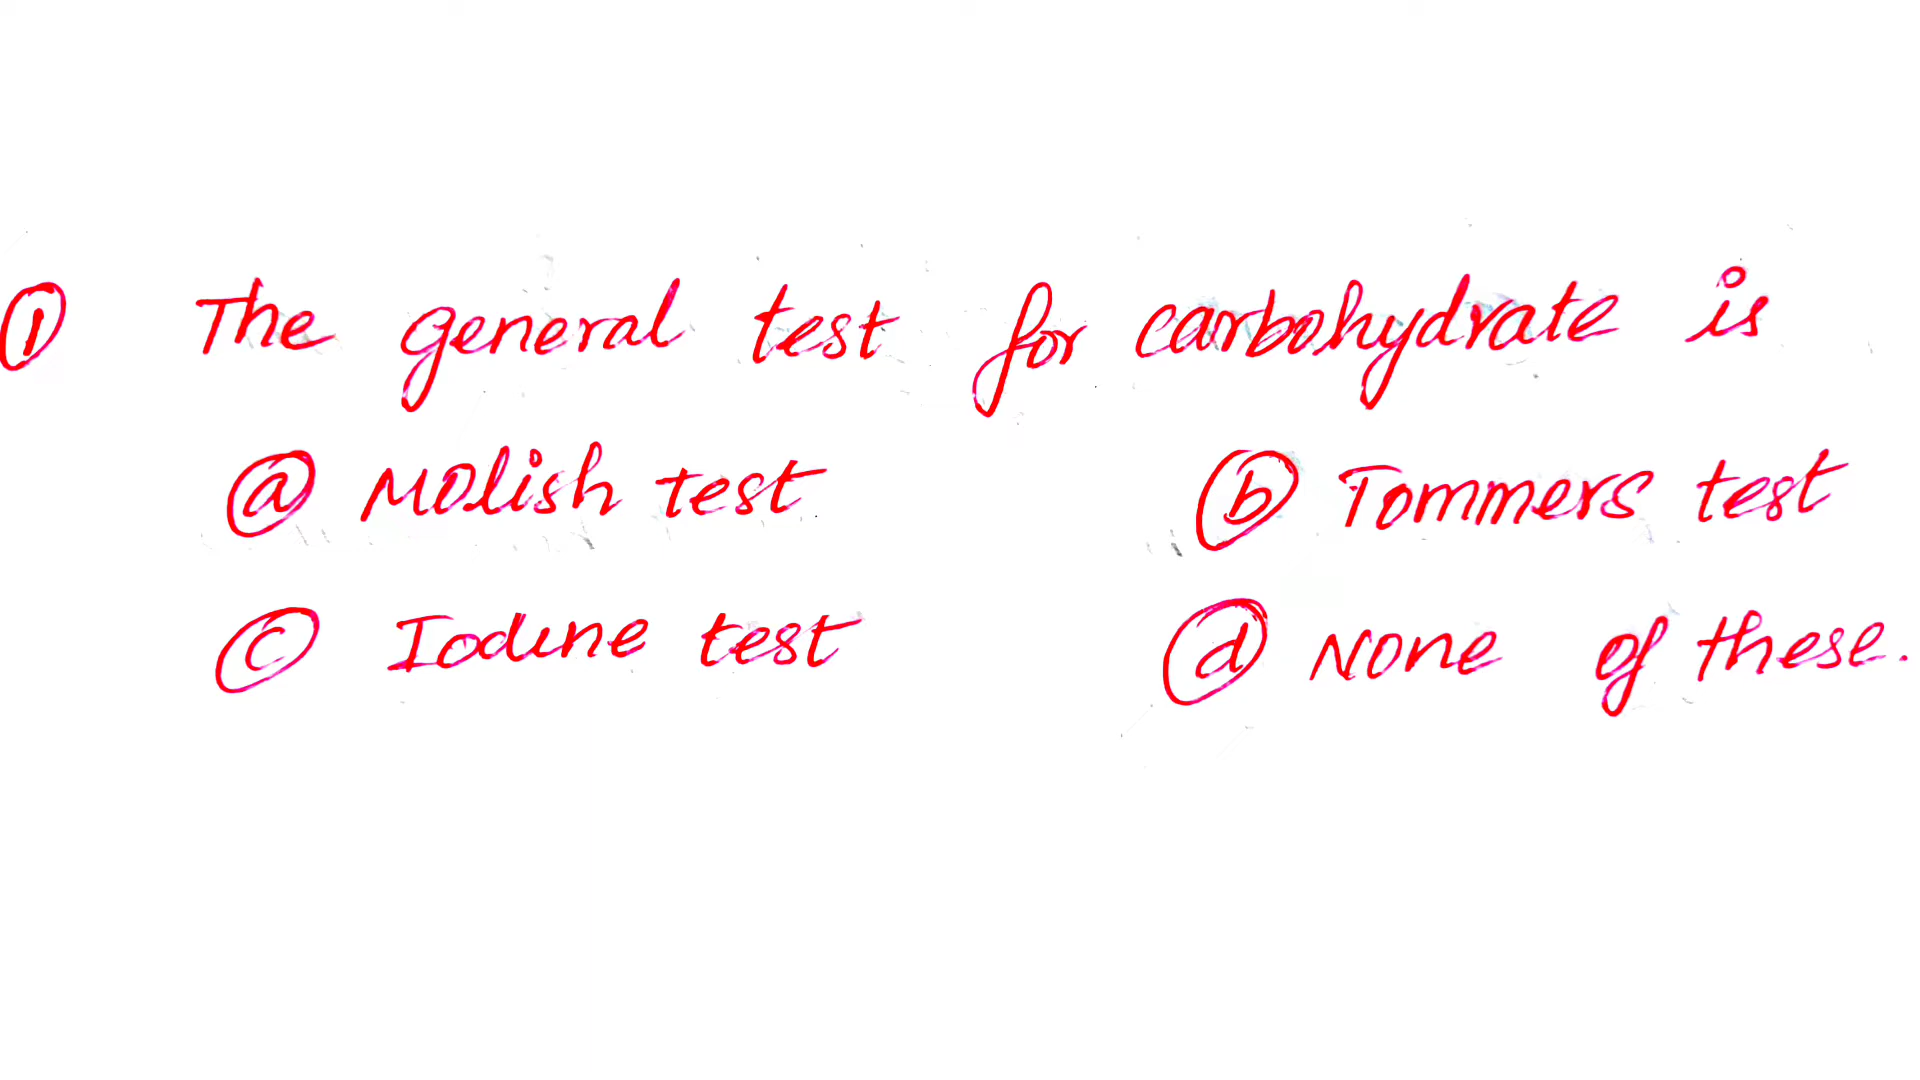 ① The general test for carbohydrate is
ⓐ Molish test ⓑ Tommers test
ⓒ Iodine test ⓓ None of these.